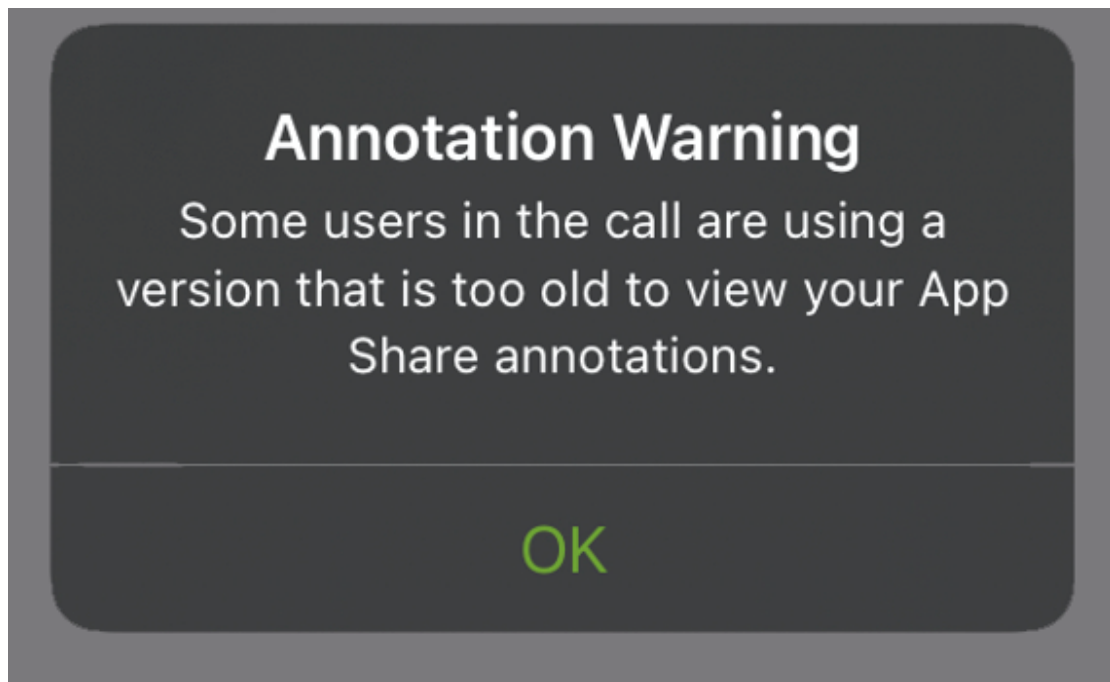 Annotation Warning
Some users in the call are using a
version that is too old to view your App
Share annotations.
OK